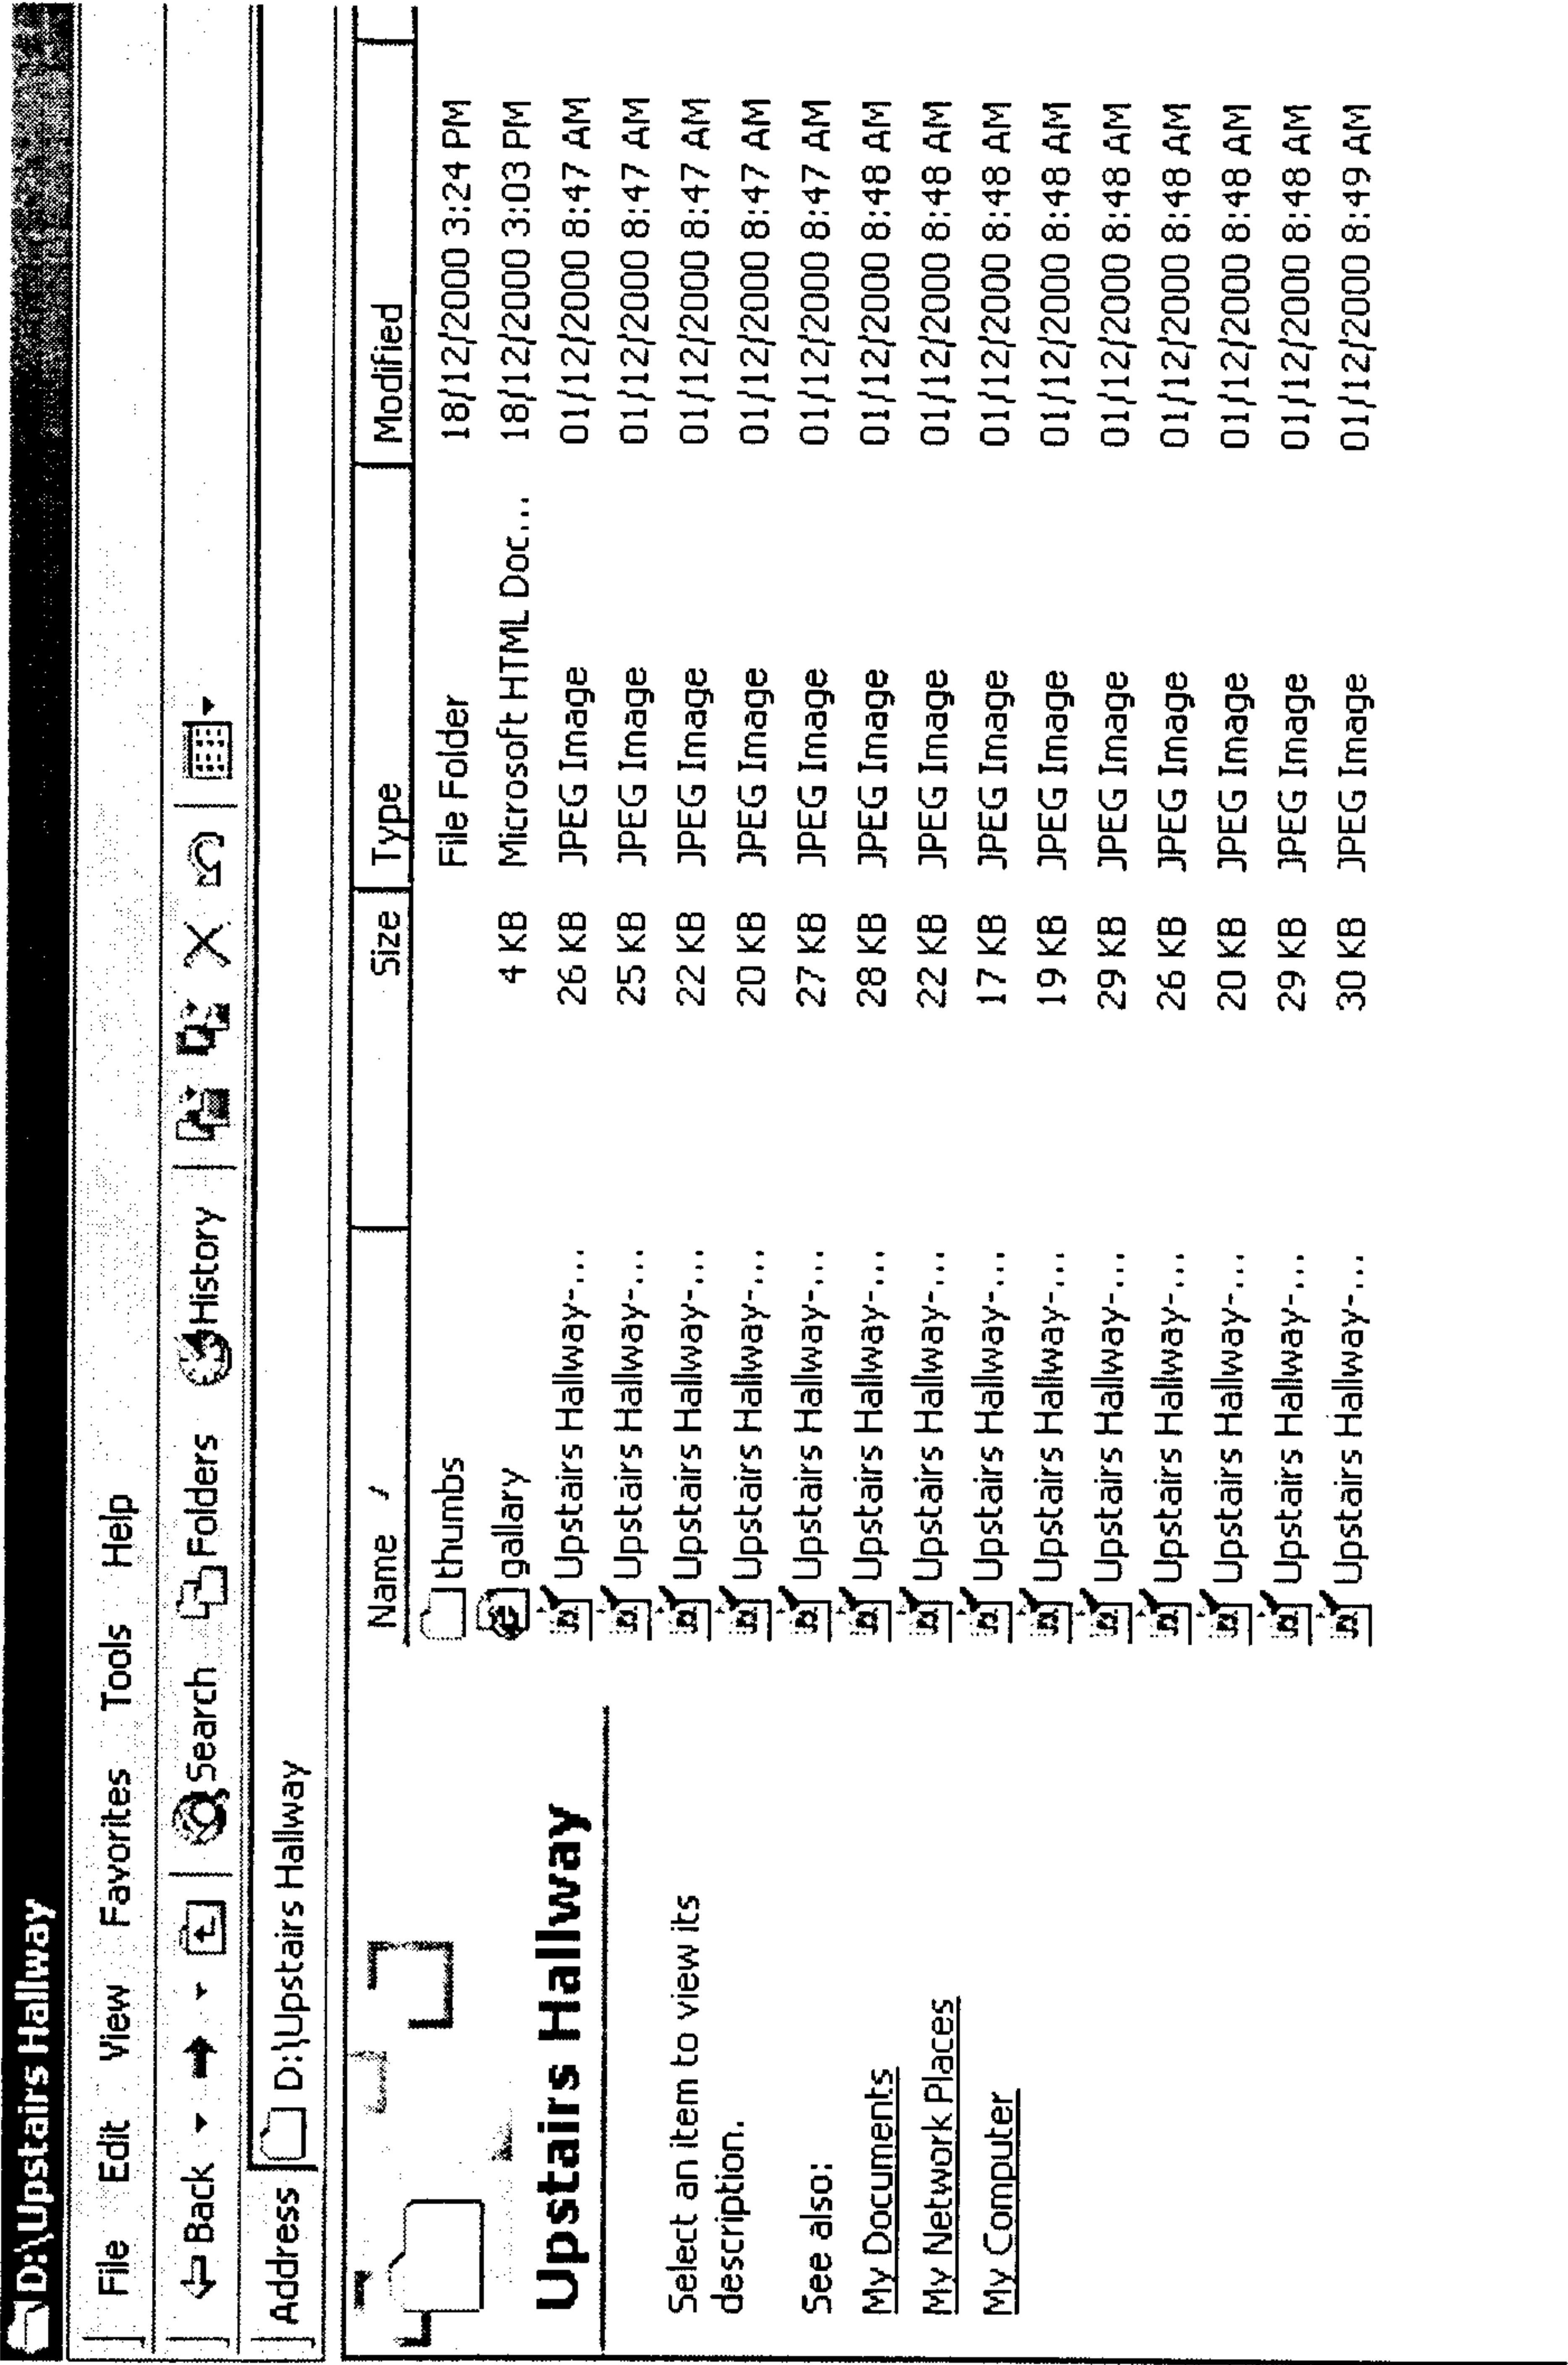 D:\Upstairs Hallway
File Edit View Favorites Tools Help
Back Search Folders History
Address D:\Upstairs Hallway
Upstairs Hallway
Select an item to view its
description.
See also:
My Documents
My Network Places
My Computer
Name Size Type Modified
thumbs File Folder 18/12/2000 3:24 PM
gallary 4 KB Microsoft HTML Doc... 18/12/2000 3:03 PM
Upstairs Hallway-... 26 KB JPEG Image 01/12/2000 8:47 AM
Upstairs Hallway-... 25 KB JPEG Image 01/12/2000 8:47 AM
Upstairs Hallway-... 22 KB JPEG Image 01/12/2000 8:47 AM
Upstairs Hallway-... 20 KB JPEG Image 01/12/2000 8:47 AM
Upstairs Hallway-... 27 KB JPEG Image 01/12/2000 8:47 AM
Upstairs Hallway-... 28 KB JPEG Image 01/12/2000 8:48 AM
Upstairs Hallway-... 22 KB JPEG Image 01/12/2000 8:48 AM
Upstairs Hallway-... 17 KB JPEG Image 01/12/2000 8:48 AM
Upstairs Hallway-... 19 KB JPEG Image 01/12/2000 8:48 AM
Upstairs Hallway-... 29 KB JPEG Image 01/12/2000 8:48 AM
Upstairs Hallway-... 26 KB JPEG Image 01/12/2000 8:48 AM
Upstairs Hallway-... 20 KB JPEG Image 01/12/2000 8:48 AM
Upstairs Hallway-... 29 KB JPEG Image 01/12/2000 8:48 AM
Upstairs Hallway-... 30 KB JPEG Image 01/12/2000 8:49 AM